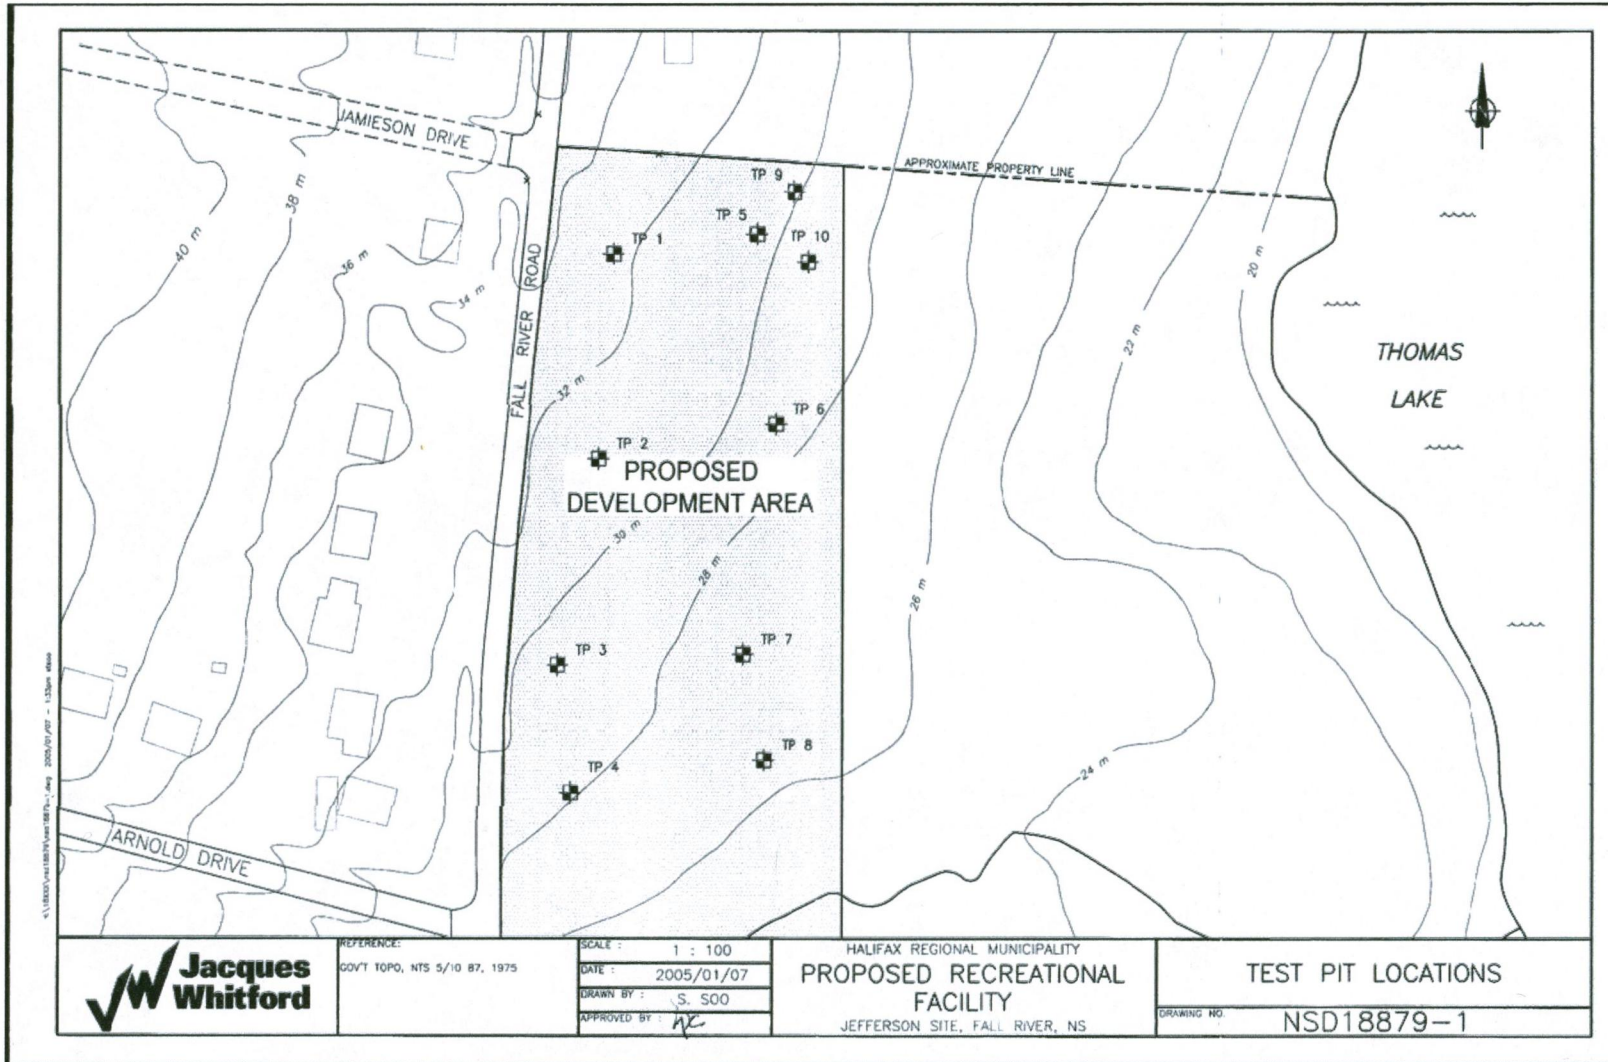 JAMIESON DRIVE
APPROXIMATE PROPERTY LINE
TP 9
TP 5
TP 1
TP 10
38 m
40 m
36 m
34 m
FALL RIVER ROAD
20 m
22 m
THOMAS
LAKE
32 m
TP 6
TP 2
PROPOSED
DEVELOPMENT AREA
30 m
28 m
26 m
TP 3
TP 7
TP 8
TP 4
24 m
ARNOLD DRIVE
Jacques
Whitford
REFERENCE:
GOV'T TOPO, NTS 5/10 87, 1975
SCALE : 1 : 100
DATE : 2005/01/07
DRAWN BY : S. SOO
APPROVED BY :
HALIFAX REGIONAL MUNICIPALITY
PROPOSED RECREATIONAL
FACILITY
JEFFERSON SITE, FALL RIVER, NS
TEST PIT LOCATIONS
DRAWING NO. NSD18879-1